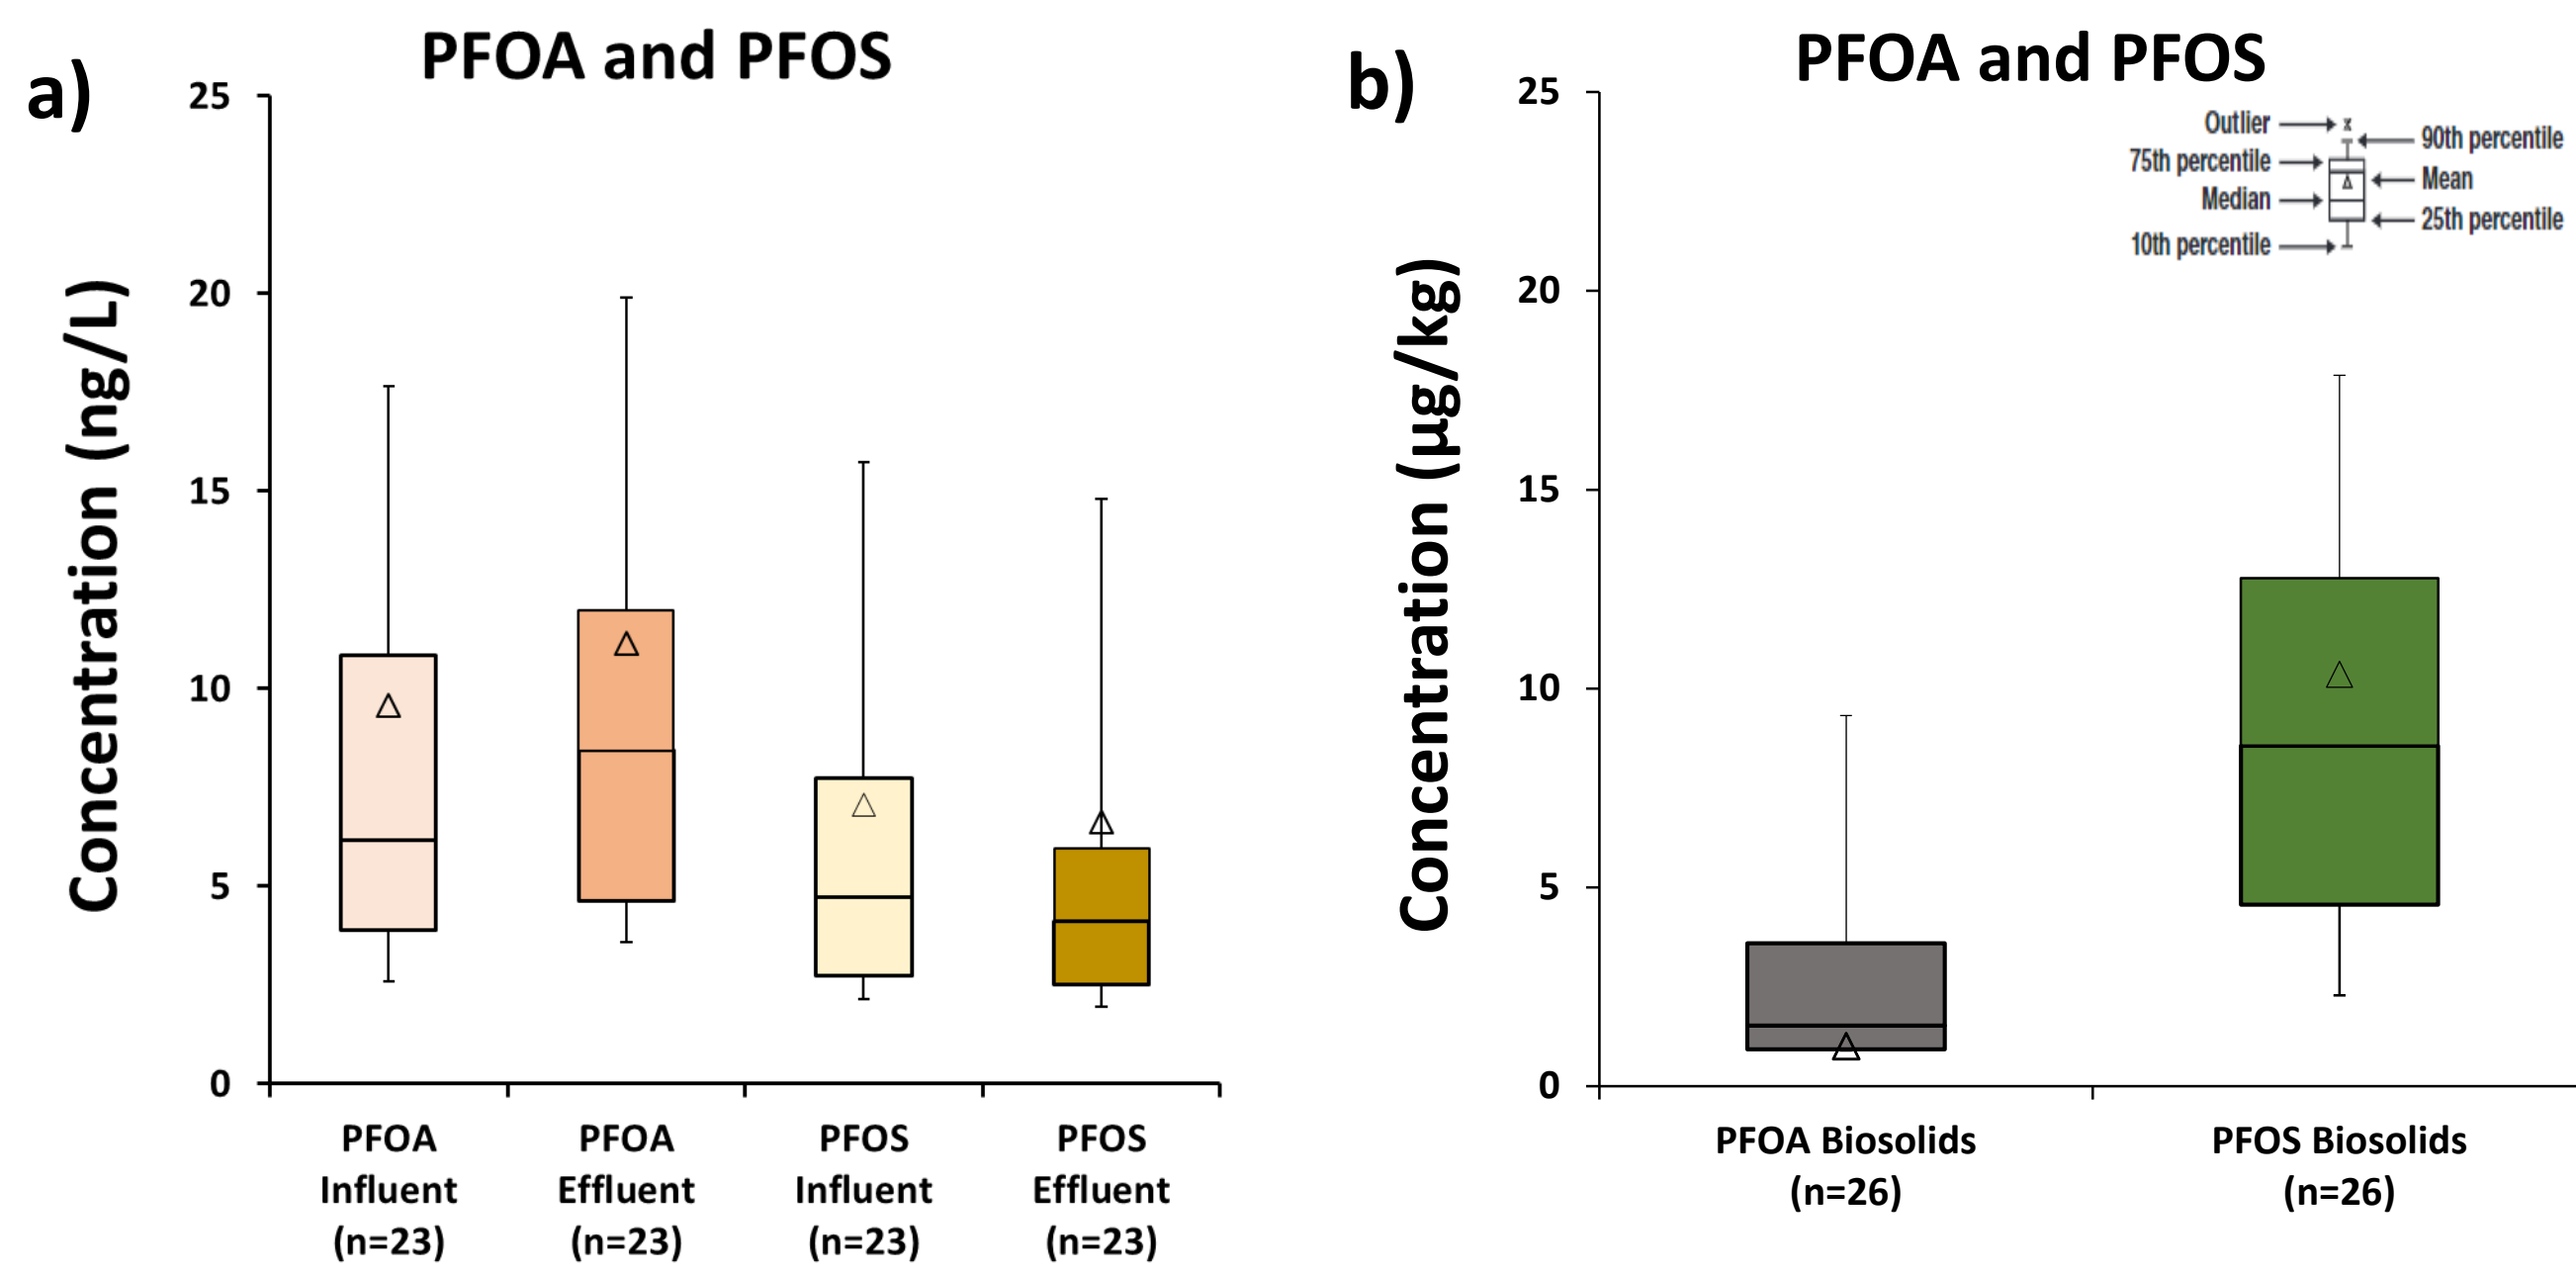 a)
PFOA and PFOS
25
20
15
10
5
0
Concentration (ng/L)
PFOA
Influent
(n=23)
PFOA
Effluent
(n=23)
PFOS
Influent
(n=23)
PFOS
Effluent
(n=23)
b)
PFOA and PFOS
25
20
15
10
5
0
Concentration (µg/kg)
Outlier
90th percentile
75th percentile
Mean
Median
25th percentile
10th percentile
PFOA Biosolids
(n=26)
PFOS Biosolids
(n=26)